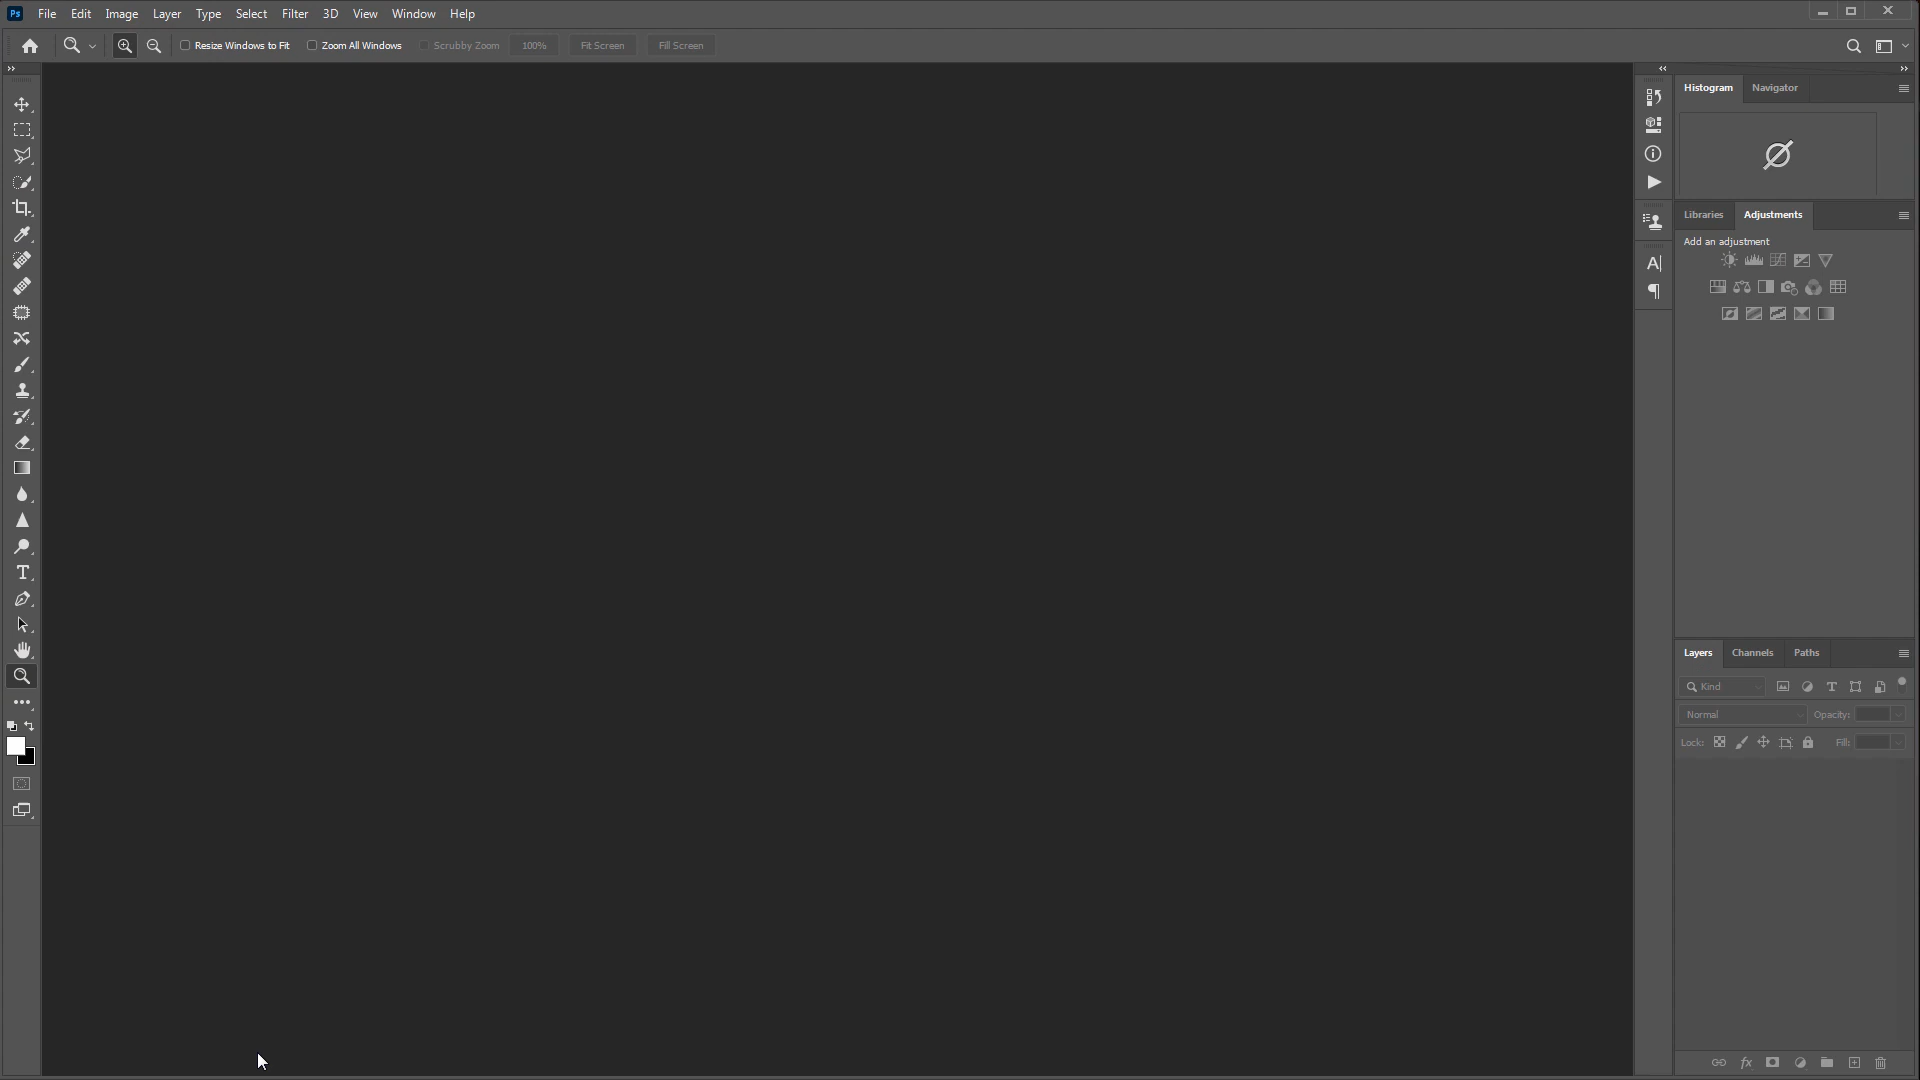 Ps File Edit Image Layer Type Select Filter 3D View Window Help
Resize Windows to Fit Zoom All Windows Scrubby Zoom 100% Fit Screen Fill Screen
Histogram Navigator
Libraries Adjustments
Add an adjustment
Layers Channels Paths
Kind
Normal Opacity:
Lock: Fill: